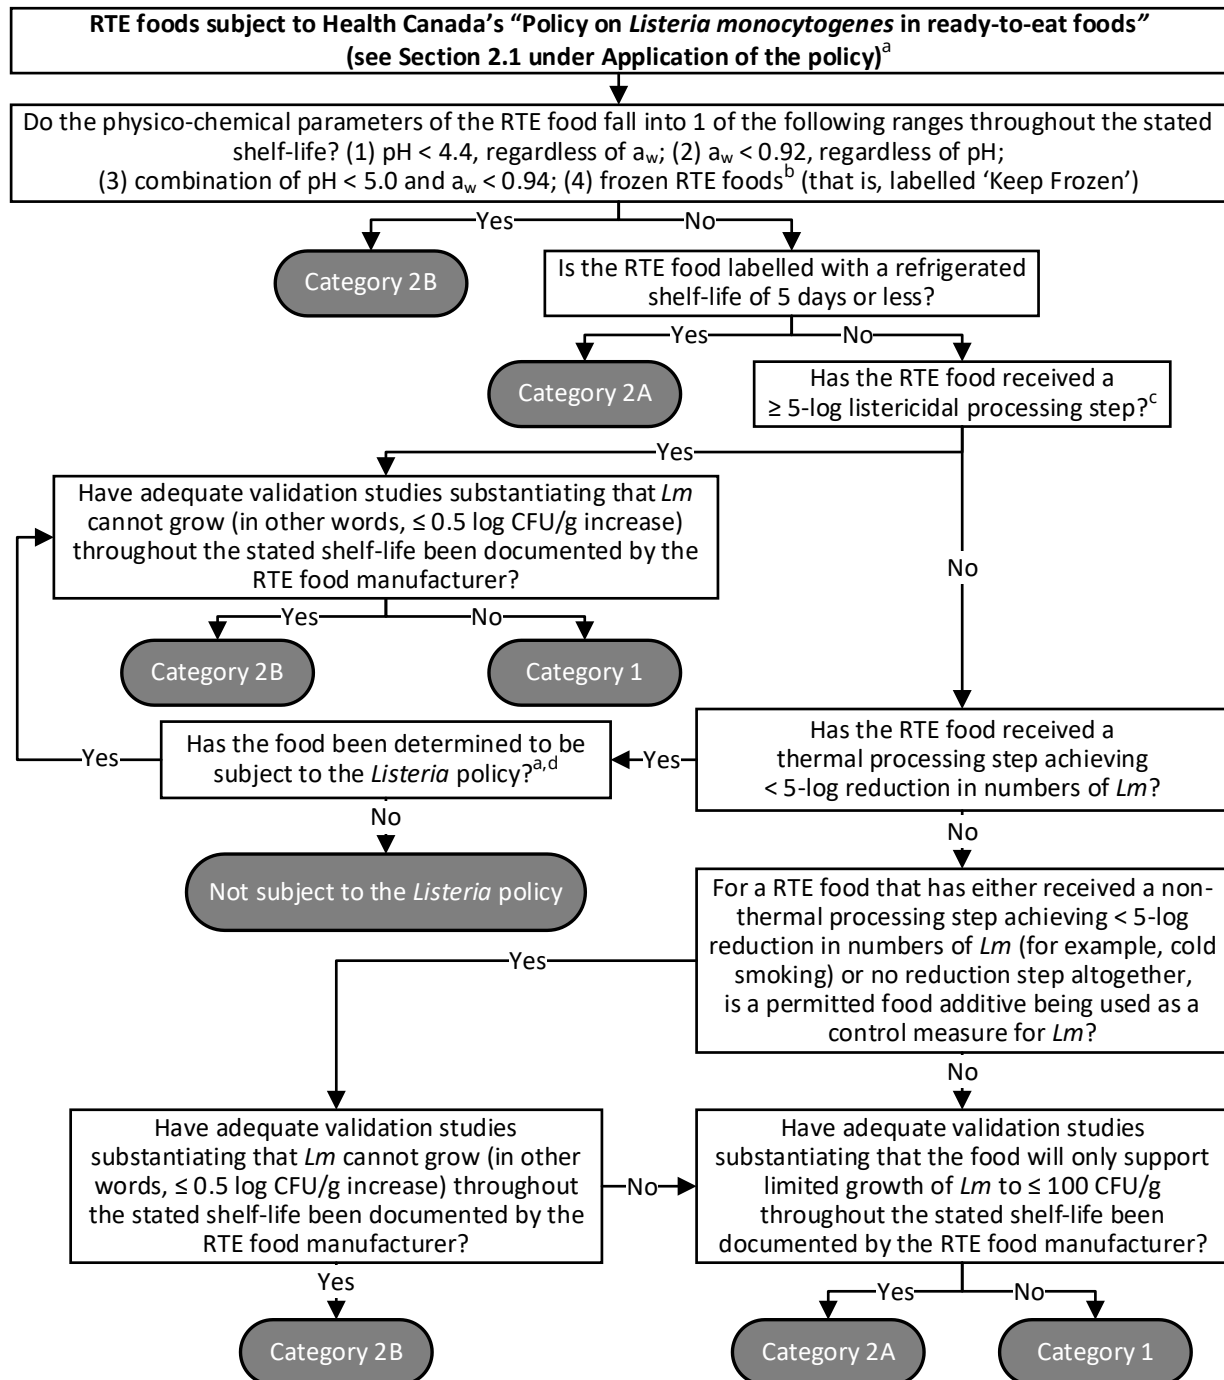 RTE foods subject to Health Canada’s “Policy on Listeria monocytogenes in ready-to-eat foods”
(see Section 2.1 under Application of the policy)a
Do the physico-chemical parameters of the RTE food fall into 1 of the following ranges throughout the stated
shelf-life? (1) pH < 4.4, regardless of aw; (2) aw < 0.92, regardless of pH;
(3) combination of pH < 5.0 and aw < 0.94; (4) frozen RTE foodsb (that is, labelled ‘Keep Frozen’)
Yes
No
Category 2B
Is the RTE food labelled with a refrigerated
shelf-life of 5 days or less?
Yes
No
Category 2A
Has the RTE food received a
≥ 5-log listericidal processing step?c
Yes
No
Have adequate validation studies substantiating that Lm
cannot grow (in other words, ≤ 0.5 log CFU/g increase)
throughout the stated shelf-life been documented by the
RTE food manufacturer?
Yes
No
Category 2B
Category 1
Has the RTE food received a
thermal processing step achieving
< 5-log reduction in numbers of Lm?
Yes
Has the food been determined to be
subject to the Listeria policy?a,d
Yes
No
Not subject to the Listeria policy
No
For a RTE food that has either received a non-
thermal processing step achieving < 5-log
reduction in numbers of Lm (for example, cold
smoking) or no reduction step altogether,
is a permitted food additive being used as a
control measure for Lm?
Yes
No
Have adequate validation studies
substantiating that Lm cannot grow (in other
words, ≤ 0.5 log CFU/g increase) throughout
the stated shelf-life been documented by the
RTE food manufacturer?
No
Yes
Category 2B
Have adequate validation studies
substantiating that the food will only support
limited growth of Lm to ≤ 100 CFU/g
throughout the stated shelf-life been
documented by the RTE food manufacturer?
Yes
No
Category 2A
Category 1